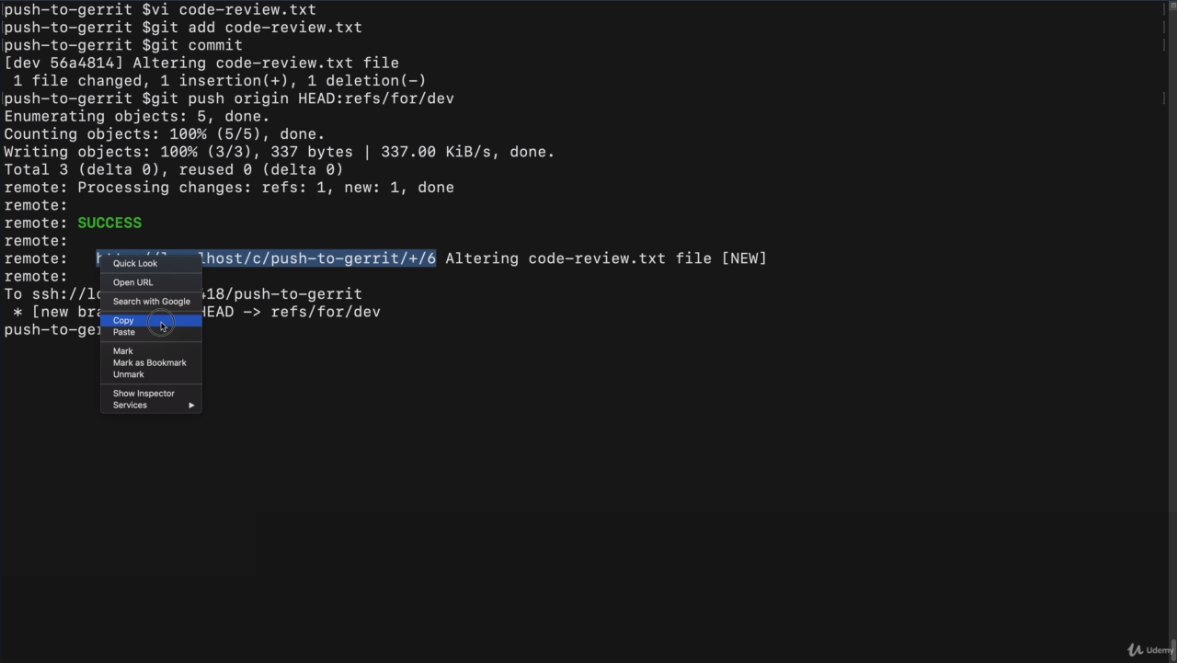 push-to-gerrit $vi code-review.txt
push-to-gerrit $git add code-review.txt
push-to-gerrit $git commit
[dev 56a4814] Altering code-review.txt file
1 file changed, 1 insertion(+), 1 deletion(-)
push-to-gerrit $git push origin HEAD:refs/for/dev
Enumerating objects: 5, done.
Counting objects: 100% (5/5), done.
Writing objects: 100% (3/3), 337 bytes | 337.00 KiB/s, done.
Total 3 (delta 0), reused 0 (delta 0)
remote: Processing changes: refs: 1, new: 1, done
remote:
remote: SUCCESS
remote:
remote: lhost/c/push-to-gerrit/+/6 Altering code-review.txt file [NEW]
remote:
To ssh://lo 418/push-to-gerrit
* [new bra HEAD -> refs/for/dev
push-to-ger
Quick Look
Open URL
Search with Google
Copy
Paste
Mark
Mark as Bookmark
Unmark
Show Inspector
Services
Udemy